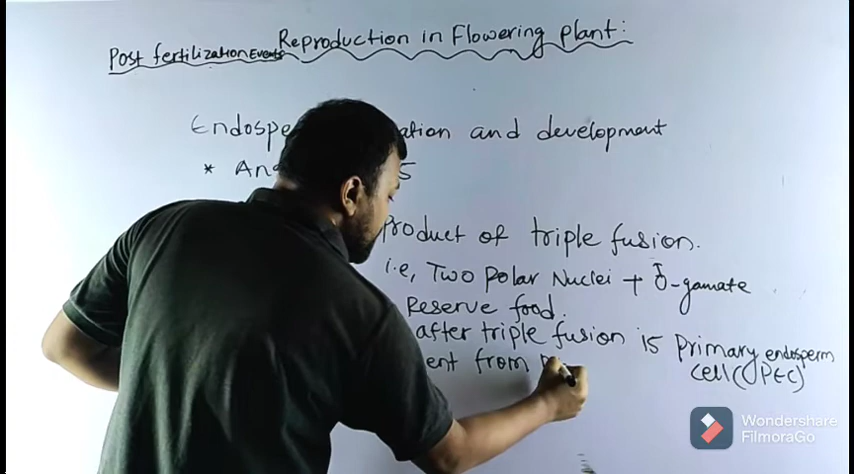 Post fertilization Events Reproduction in Flowering plant:
Endospe ation and development
* An s
product of triple fusion.
i.e, Two polar Nuclei + ♂-gamate
Reserve food.
after triple fusion is primary endosperm
cell (PEC)
ent from
Wondershare
FilmoraGo